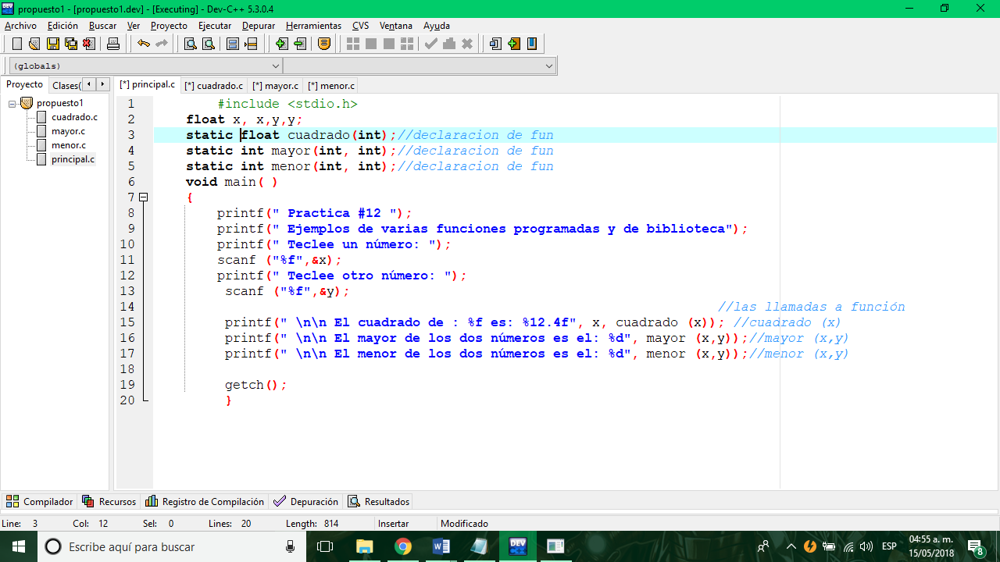 propuesto1 - [propuesto1.dev] - [Executing] - Dev-C++ 5.3.0.4
Archivo Edición Buscar Ver Proyecto Ejecutar Depurar Herramientas CVS Ventana Ayuda
(globals)
Proyecto Clases( [*] principal.c [*] cuadrado.c [*] mayor.c [*] menor.c
propuesto1
cuadrado.c
mayor.c
menor.c
principal.c
1 #include <stdio.h>
2 float x, x,y,y;
3 static float cuadrado(int);//declaracion de fun
4 static int mayor(int, int);//declaracion de fun
5 static int menor(int, int);//declaracion de fun
6 void main( )
7 {
8 printf(" Practica #12 ");
9 printf(" Ejemplos de varias funciones programadas y de biblioteca");
10 printf(" Teclee un número: ");
11 scanf ("%f",&x);
12 printf(" Teclee otro número: ");
13 scanf ("%f",&y);
14 //las llamadas a función
15 printf(" \n\n El cuadrado de : %f es: %12.4f", x, cuadrado (x)); //cuadrado (x)
16 printf(" \n\n El mayor de los dos números es el: %d", mayor (x,y));//mayor (x,y)
17 printf(" \n\n El menor de los dos números es el: %d", menor (x,y));//menor (x,y)
18
19 getch();
20 }
Compilador Recursos Registro de Compilación Depuración Resultados
Line: 3 Col: 12 Sel: 0 Lines: 20 Length: 814 Insertar Modificado
Escribe aquí para buscar
DEV
ESP
04:55 a. m.
15/05/2018
8